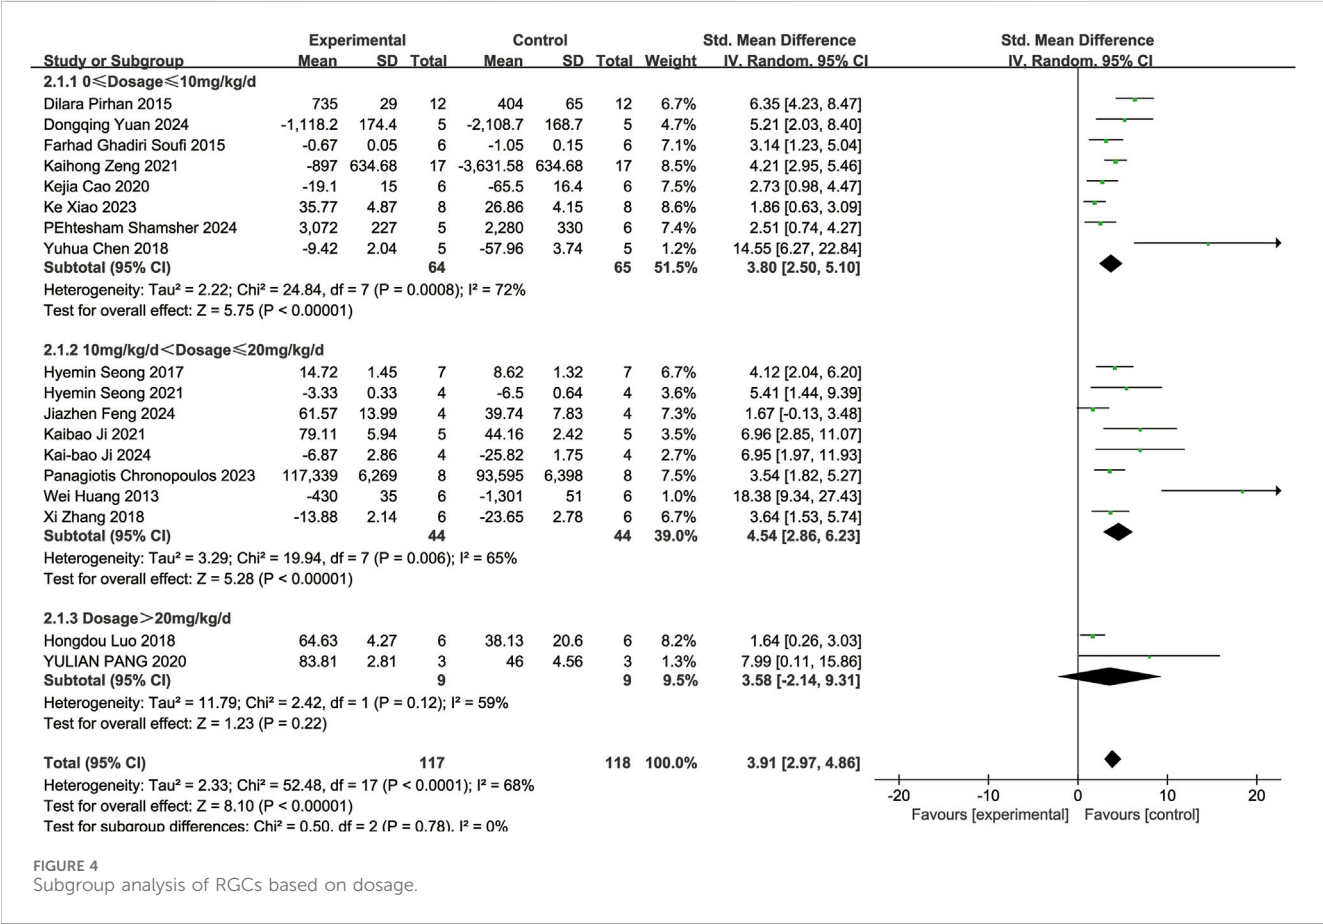 Experimental Control Std. Mean Difference Std. Mean Difference
Study or Subgroup Mean SD Total Mean SD Total Weight IV. Random. 95% CI IV. Random. 95% CI
2.1.1 0≤Dosage≤10mg/kg/d
Dilara Pirhan 2015 735 29 12 404 65 12 6.7% 6.35 [4.23, 8.47]
Dongqing Yuan 2024 -1,118.2 174.4 5 -2,108.7 168.7 5 4.7% 5.21 [2.03, 8.40]
Farhad Ghadiri Soufi 2015 -0.67 0.05 6 -1.05 0.15 6 7.1% 3.14 [1.23, 5.04]
Kaihong Zeng 2021 -897 634.68 17 -3,631.58 634.68 17 8.5% 4.21 [2.95, 5.46]
Kejia Cao 2020 -19.1 15 6 -65.5 16.4 6 7.5% 2.73 [0.98, 4.47]
Ke Xiao 2023 35.77 4.87 8 26.86 4.15 8 8.6% 1.86 [0.63, 3.09]
PEhtesham Shamsher 2024 3,072 227 5 2,280 330 6 7.4% 2.51 [0.74, 4.27]
Yuhua Chen 2018 -9.42 2.04 5 -57.96 3.74 5 1.2% 14.55 [6.27, 22.84]
Subtotal (95% CI) 64 65 51.5% 3.80 [2.50, 5.10]
Heterogeneity: Tau² = 2.22; Chi² = 24.84, df = 7 (P = 0.0008); I² = 72%
Test for overall effect: Z = 5.75 (P < 0.00001)
2.1.2 10mg/kg/d<Dosage≤20mg/kg/d
Hyemin Seong 2017 14.72 1.45 7 8.62 1.32 7 6.7% 4.12 [2.04, 6.20]
Hyemin Seong 2021 -3.33 0.33 4 -6.5 0.64 4 3.6% 5.41 [1.44, 9.39]
Jiazhen Feng 2024 61.57 13.99 4 39.74 7.83 4 7.3% 1.67 [-0.13, 3.48]
Kaibao Ji 2021 79.11 5.94 5 44.16 2.42 5 3.5% 6.96 [2.85, 11.07]
Kai-bao Ji 2024 -6.87 2.86 4 -25.82 1.75 4 2.7% 6.95 [1.97, 11.93]
Panagiotis Chronopoulos 2023 117,339 6,269 8 93,595 6,398 8 7.5% 3.54 [1.82, 5.27]
Wei Huang 2013 -430 35 6 -1,301 51 6 1.0% 18.38 [9.34, 27.43]
Xi Zhang 2018 -13.88 2.14 6 -23.65 2.78 6 6.7% 3.64 [1.53, 5.74]
Subtotal (95% CI) 44 44 39.0% 4.54 [2.86, 6.23]
Heterogeneity: Tau² = 3.29; Chi² = 19.94, df = 7 (P = 0.006); I² = 65%
Test for overall effect: Z = 5.28 (P < 0.00001)
2.1.3 Dosage>20mg/kg/d
Hongdou Luo 2018 64.63 4.27 6 38.13 20.6 6 8.2% 1.64 [0.26, 3.03]
YULIAN PANG 2020 83.81 2.81 3 46 4.56 3 1.3% 7.99 [0.11, 15.86]
Subtotal (95% CI) 9 9 9.5% 3.58 [-2.14, 9.31]
Heterogeneity: Tau² = 11.79; Chi² = 2.42, df = 1 (P = 0.12); I² = 59%
Test for overall effect: Z = 1.23 (P = 0.22)
Total (95% CI) 117 118 100.0% 3.91 [2.97, 4.86]
Heterogeneity: Tau² = 2.33; Chi² = 52.48, df = 17 (P < 0.0001); I² = 68%
Test for overall effect: Z = 8.10 (P < 0.00001)
Test for subgroup differences: Chi² = 0.50. df = 2 (P = 0.78). I² = 0%
-20 -10 0 10 20
Favours [experimental] Favours [control]
FIGURE 4
Subgroup analysis of RGCs based on dosage.